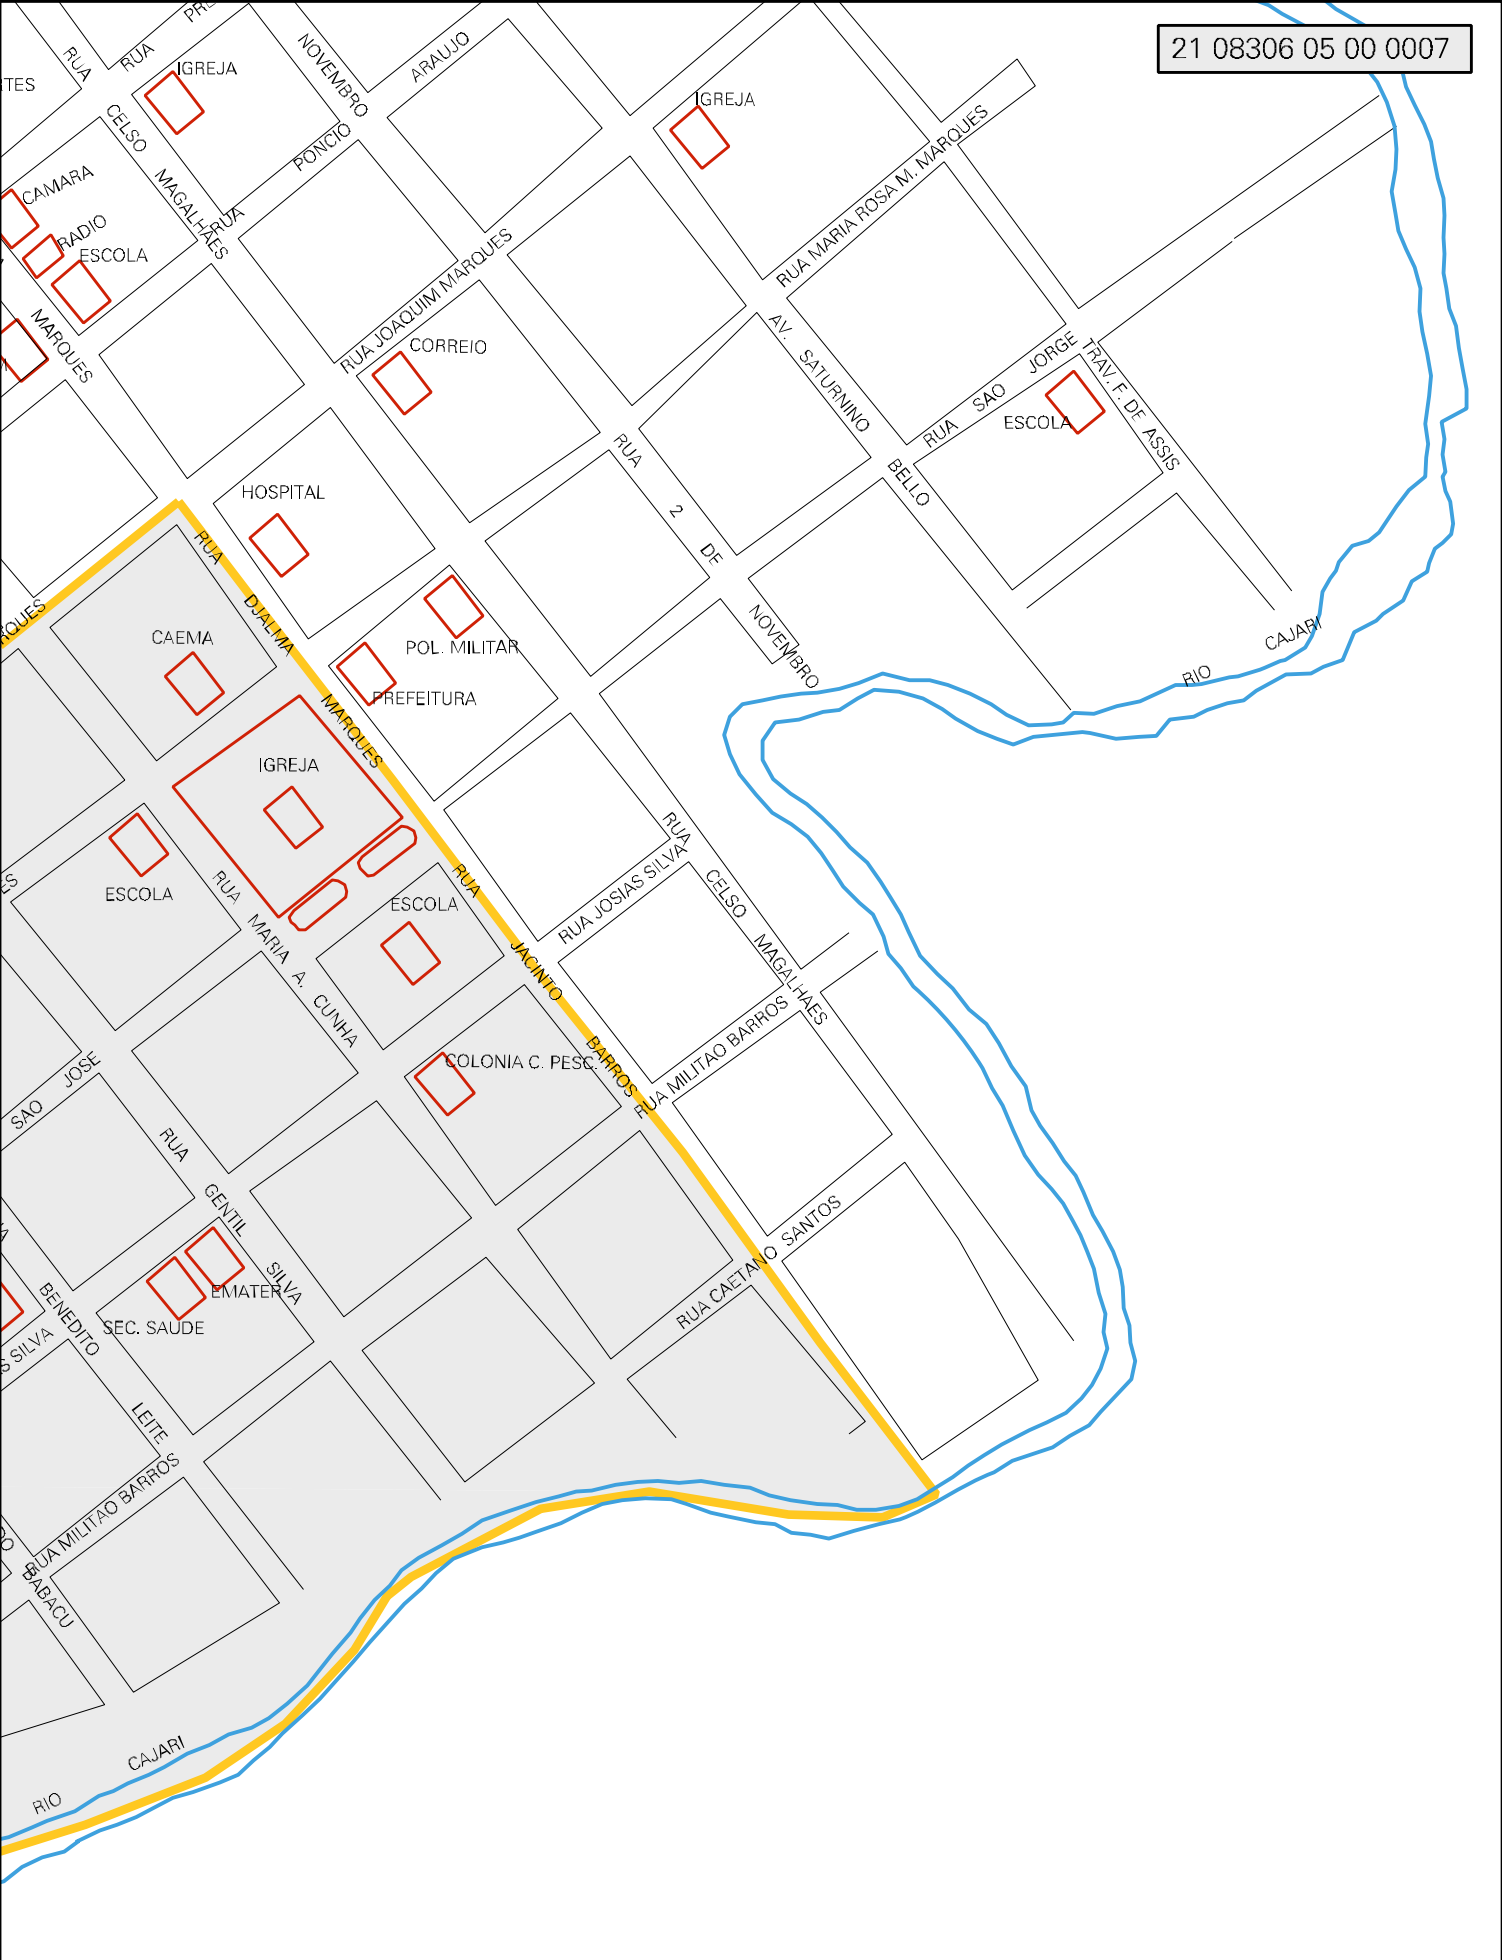 21 08306 05 00 0007
RUA
RUA
IGREJA
NOVEMBRO
ARAUJO
CELSO MAGALHAES
PONCIO
RUA
IGREJA
CAMARA
RADIO
ESCOLA
MARQUES
RUA JOAQUIM MARQUES
CORREIO
RUA MARIA ROSA M. MARQUES
AV. SATURNINO BELLO
RUA SAO JORGE
TRAV. F. DE ASSIS
ESCOLA
RUA 2 DE NOVEMBRO
HOSPITAL
RUA DJALMA MARQUES
CAEMA
POL. MILITAR
PREFEITURA
RIO CAJARI
IGREJA
ESCOLA
RUA MARIA A. CUNHA
ESCOLA
RUA JACINTO BARROS
RUA JOSIAS SILVA
RUA CELSO MAGALHAES
RUA MILITAO BARROS
COLONIA C. PESC.
SAO JOSE
RUA GENTIL SILVA
RUA CAETANO SANTOS
EMATER
SEC. SAUDE
BENEDITO LEITE
S SILVA
RUA MILITAO BARROS
BABACU
RIO CAJARI